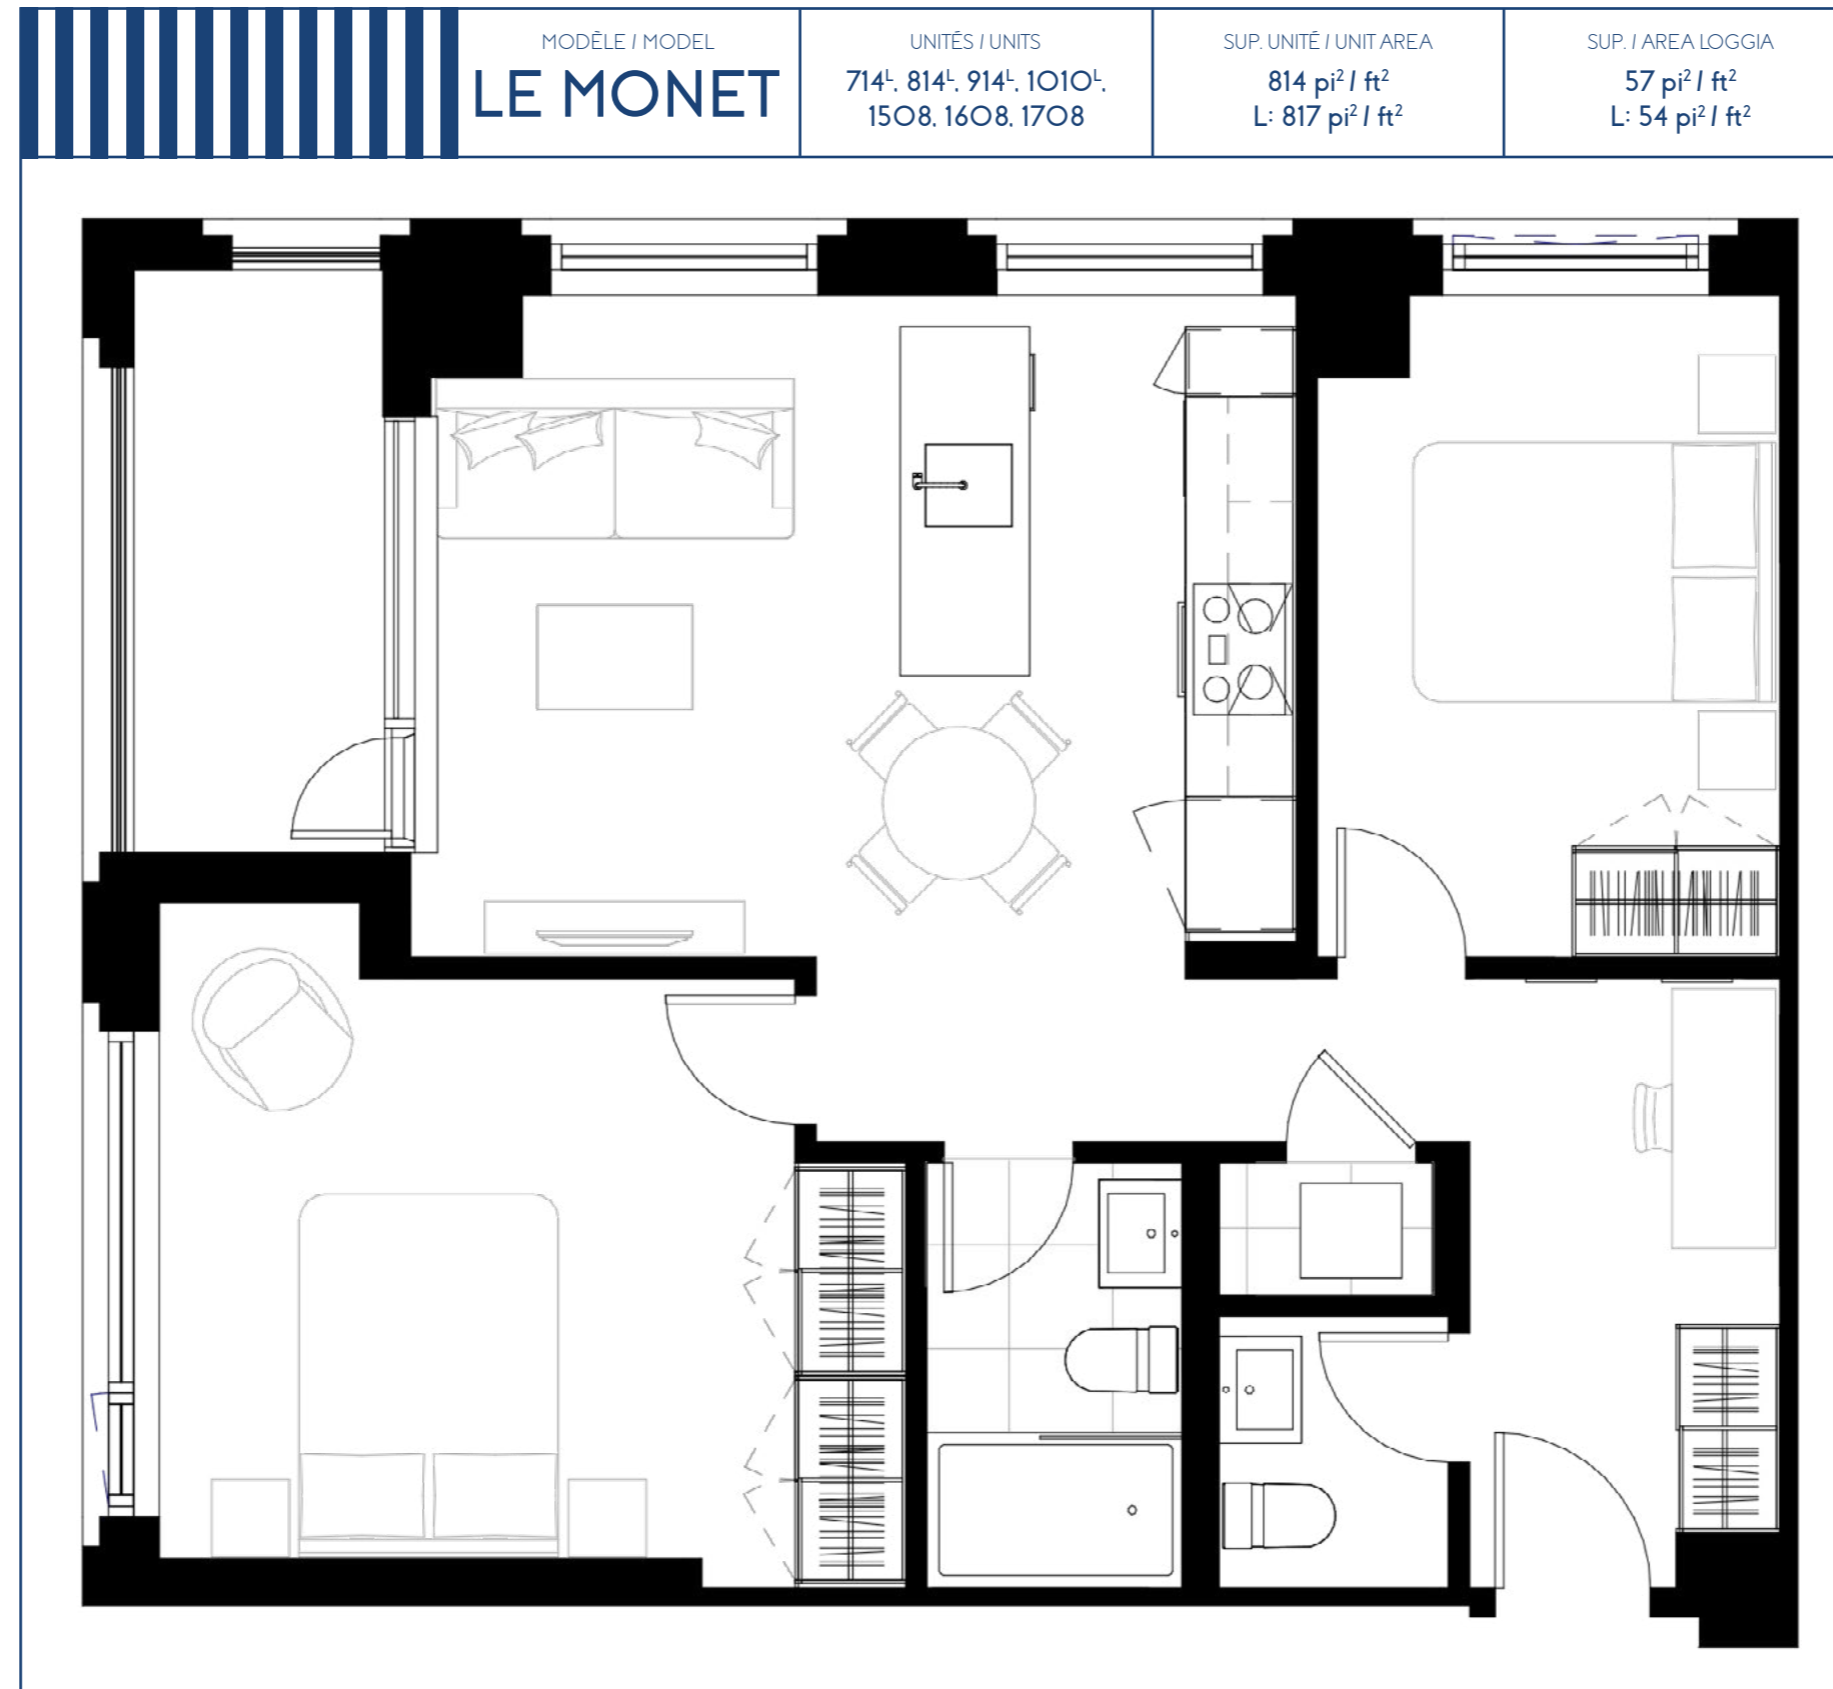 MODÈLE / MODEL
LE MONET
UNITÉS / UNITS
714ᴸ, 814ᴸ, 914ᴸ, 1010ᴸ,
1508, 1608, 1708
SUP. UNITÉ / UNIT AREA
814 pi² / ft²
L: 817 pi² / ft²
SUP. / AREA LOGGIA
57 pi² / ft²
L: 54 pi² / ft²